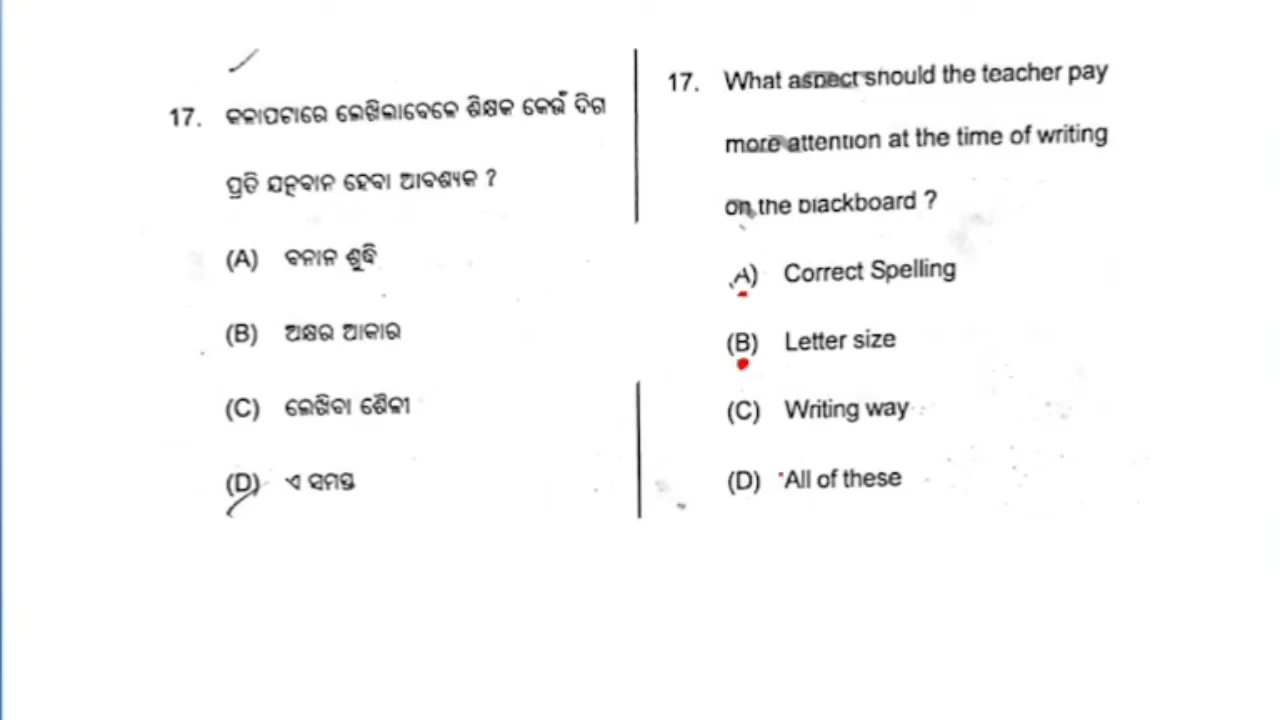 17. କଳାପଟାରେ ଲେଖିଲାବେଳେ ଶିକ୍ଷକ କେଉଁ ଦିଗ
ପ୍ରତି ଯତ୍ନବାନ ହେବା ଆବଶ୍ୟକ ?
(A) ବନାନ ଶୁଦ୍ଧି
(B) ଅକ୍ଷର ଆକାର
(C) ଲେଖିବା ଶୈଳୀ
(D) ଏ ସମସ୍ତ
17. What aspect should the teacher pay
more attention at the time of writing
on the blackboard ?
(A) Correct Spelling
(B) Letter size
(C) Writing way
(D) All of these